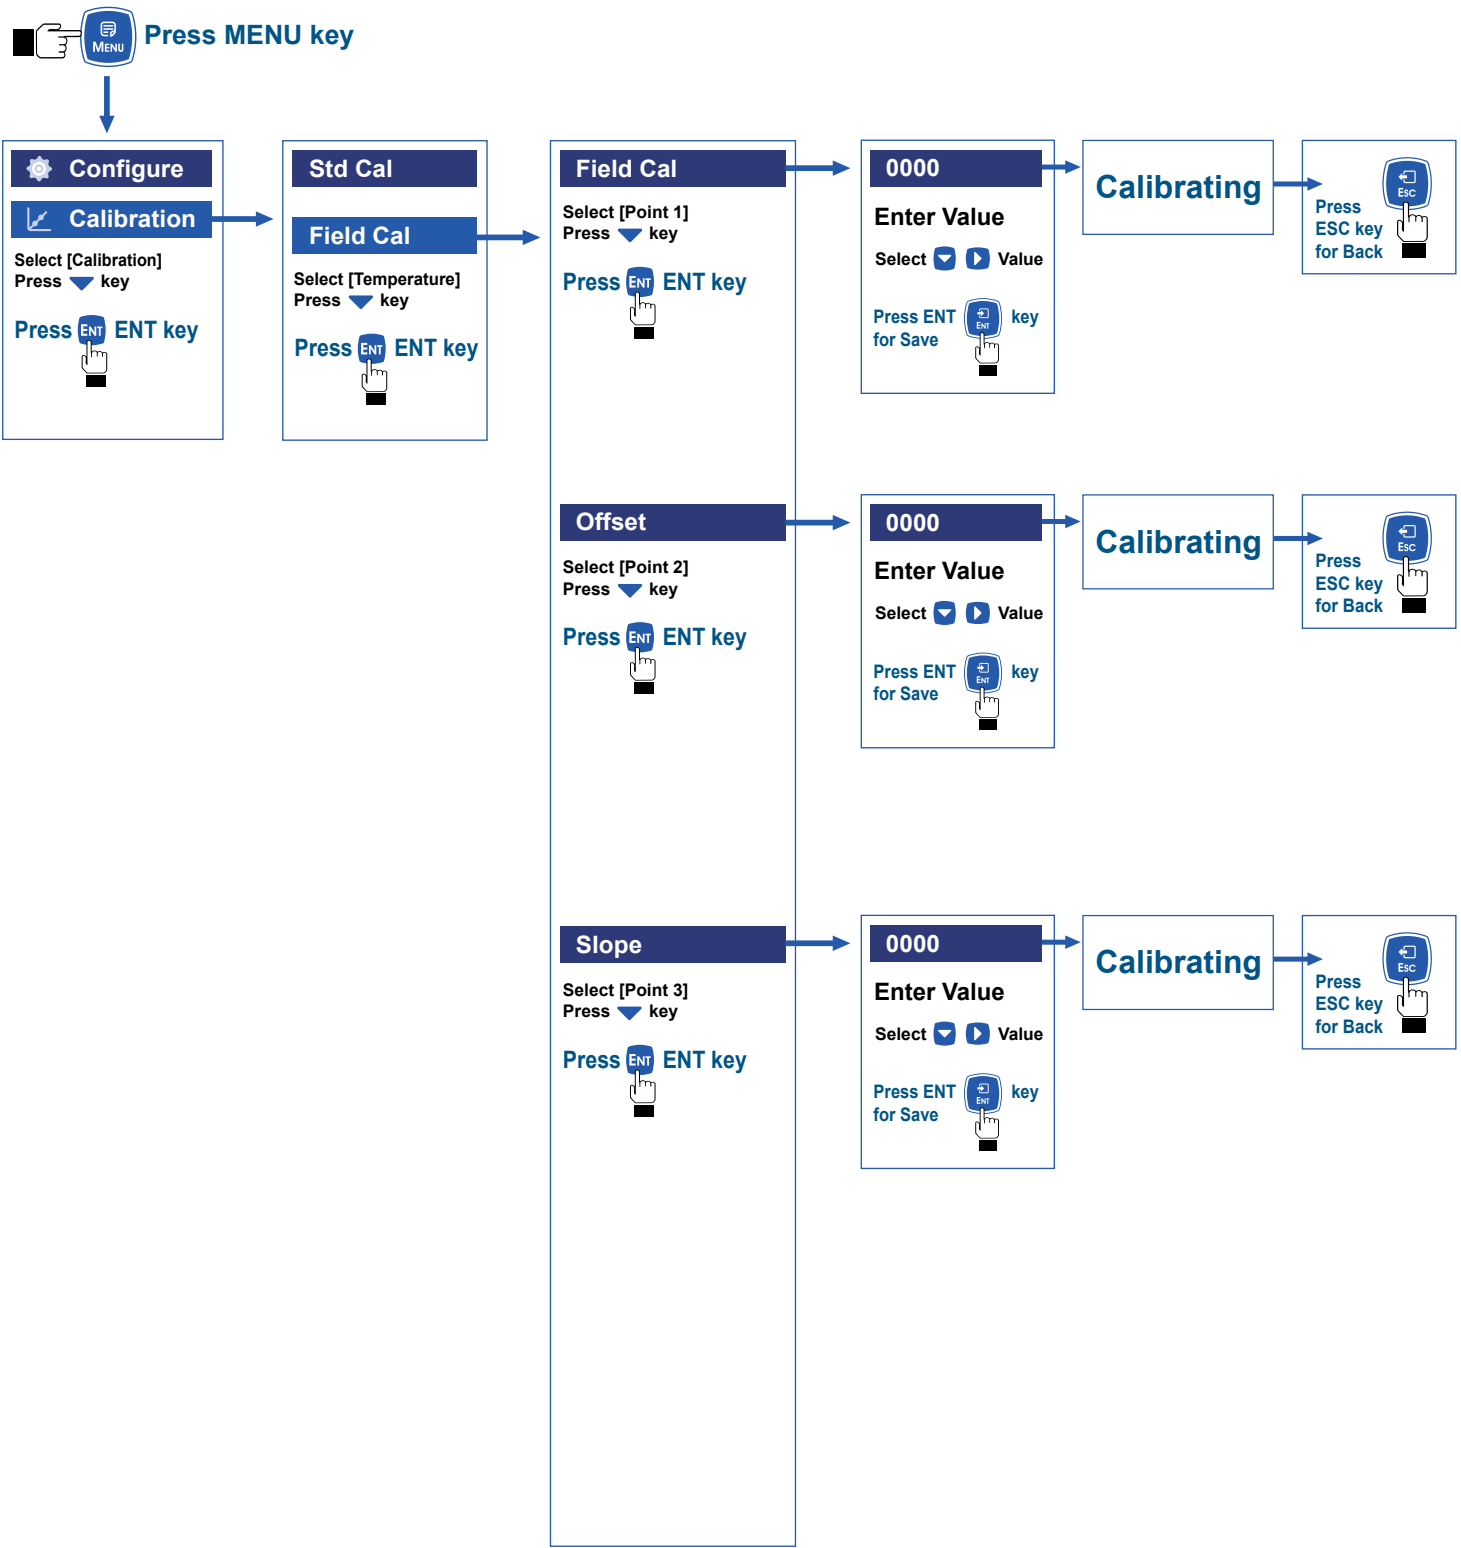 MENU
Press MENU key
Configure
Calibration
Select [Calibration]
Press key
Press ENT ENT key
Std Cal
Field Cal
Select [Temperature]
Press key
Press ENT ENT key
Field Cal
Select [Point 1]
Press key
Press ENT ENT key
0000
Enter Value
Select Value
Press ENT ENT key
for Save
Calibrating
ESC
Press
ESC key
for Back
Offset
Select [Point 2]
Press key
Press ENT ENT key
0000
Enter Value
Select Value
Press ENT ENT key
for Save
Calibrating
ESC
Press
ESC key
for Back
Slope
Select [Point 3]
Press key
Press ENT ENT key
0000
Enter Value
Select Value
Press ENT ENT key
for Save
Calibrating
ESC
Press
ESC key
for Back